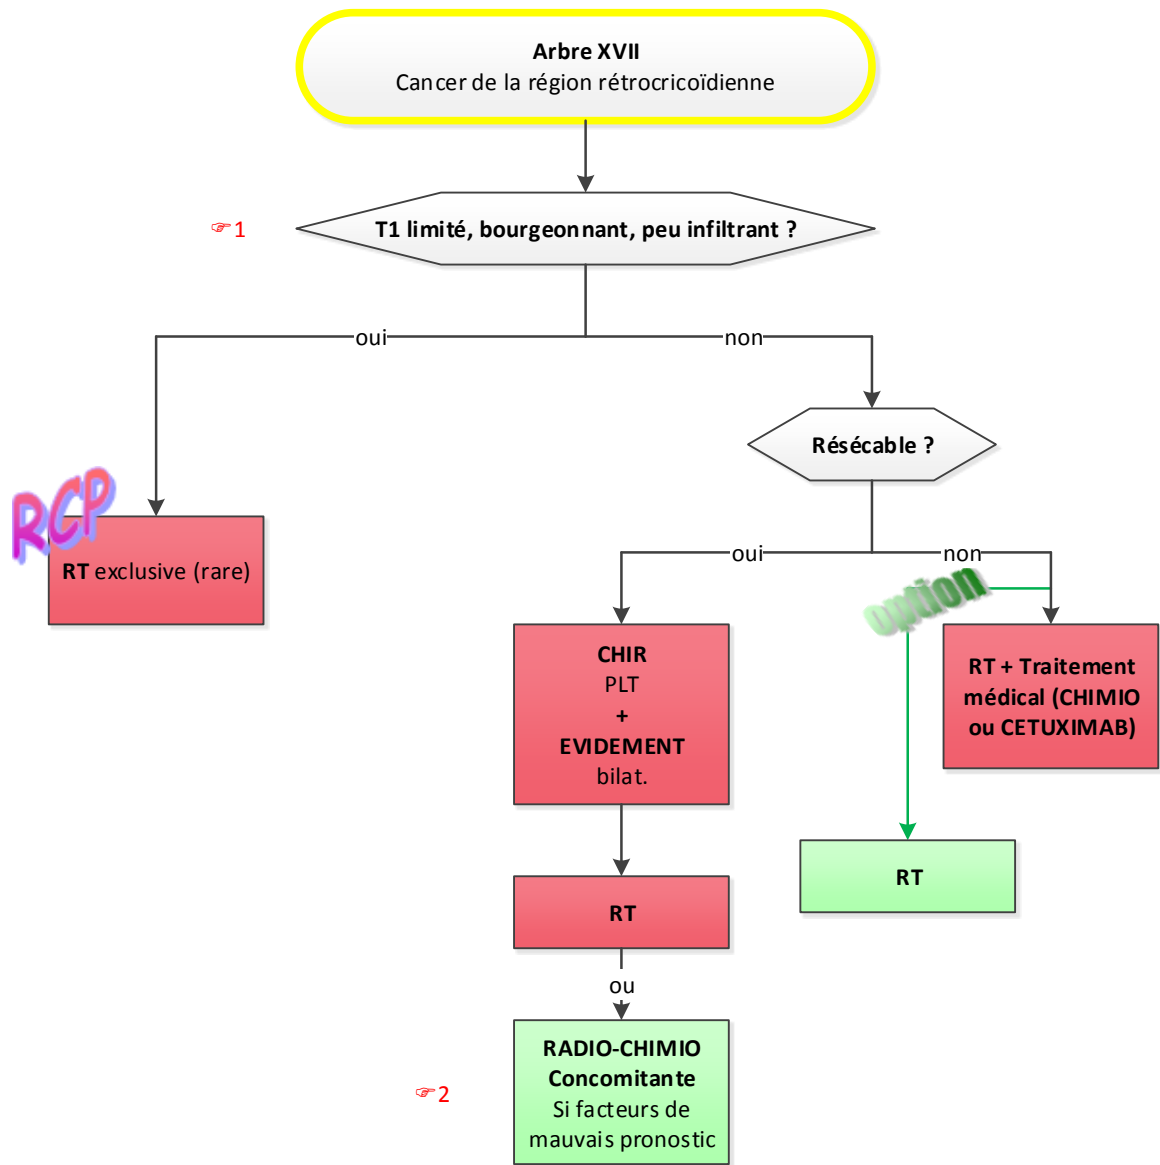 Arbre XVII
Cancer de la région rétrocricoïdienne
☞1
T1 limité, bourgeonnant, peu infiltrant ?
oui
non
Résécable ?
RCP
RT exclusive (rare)
oui
non
option
CHIR
PLT
+
EVIDEMENT
bilat.
RT + Traitement
médical (CHIMIO
ou CETUXIMAB)
RT
RT
ou
☞2
RADIO-CHIMIO
Concomitante
Si facteurs de
mauvais pronostic